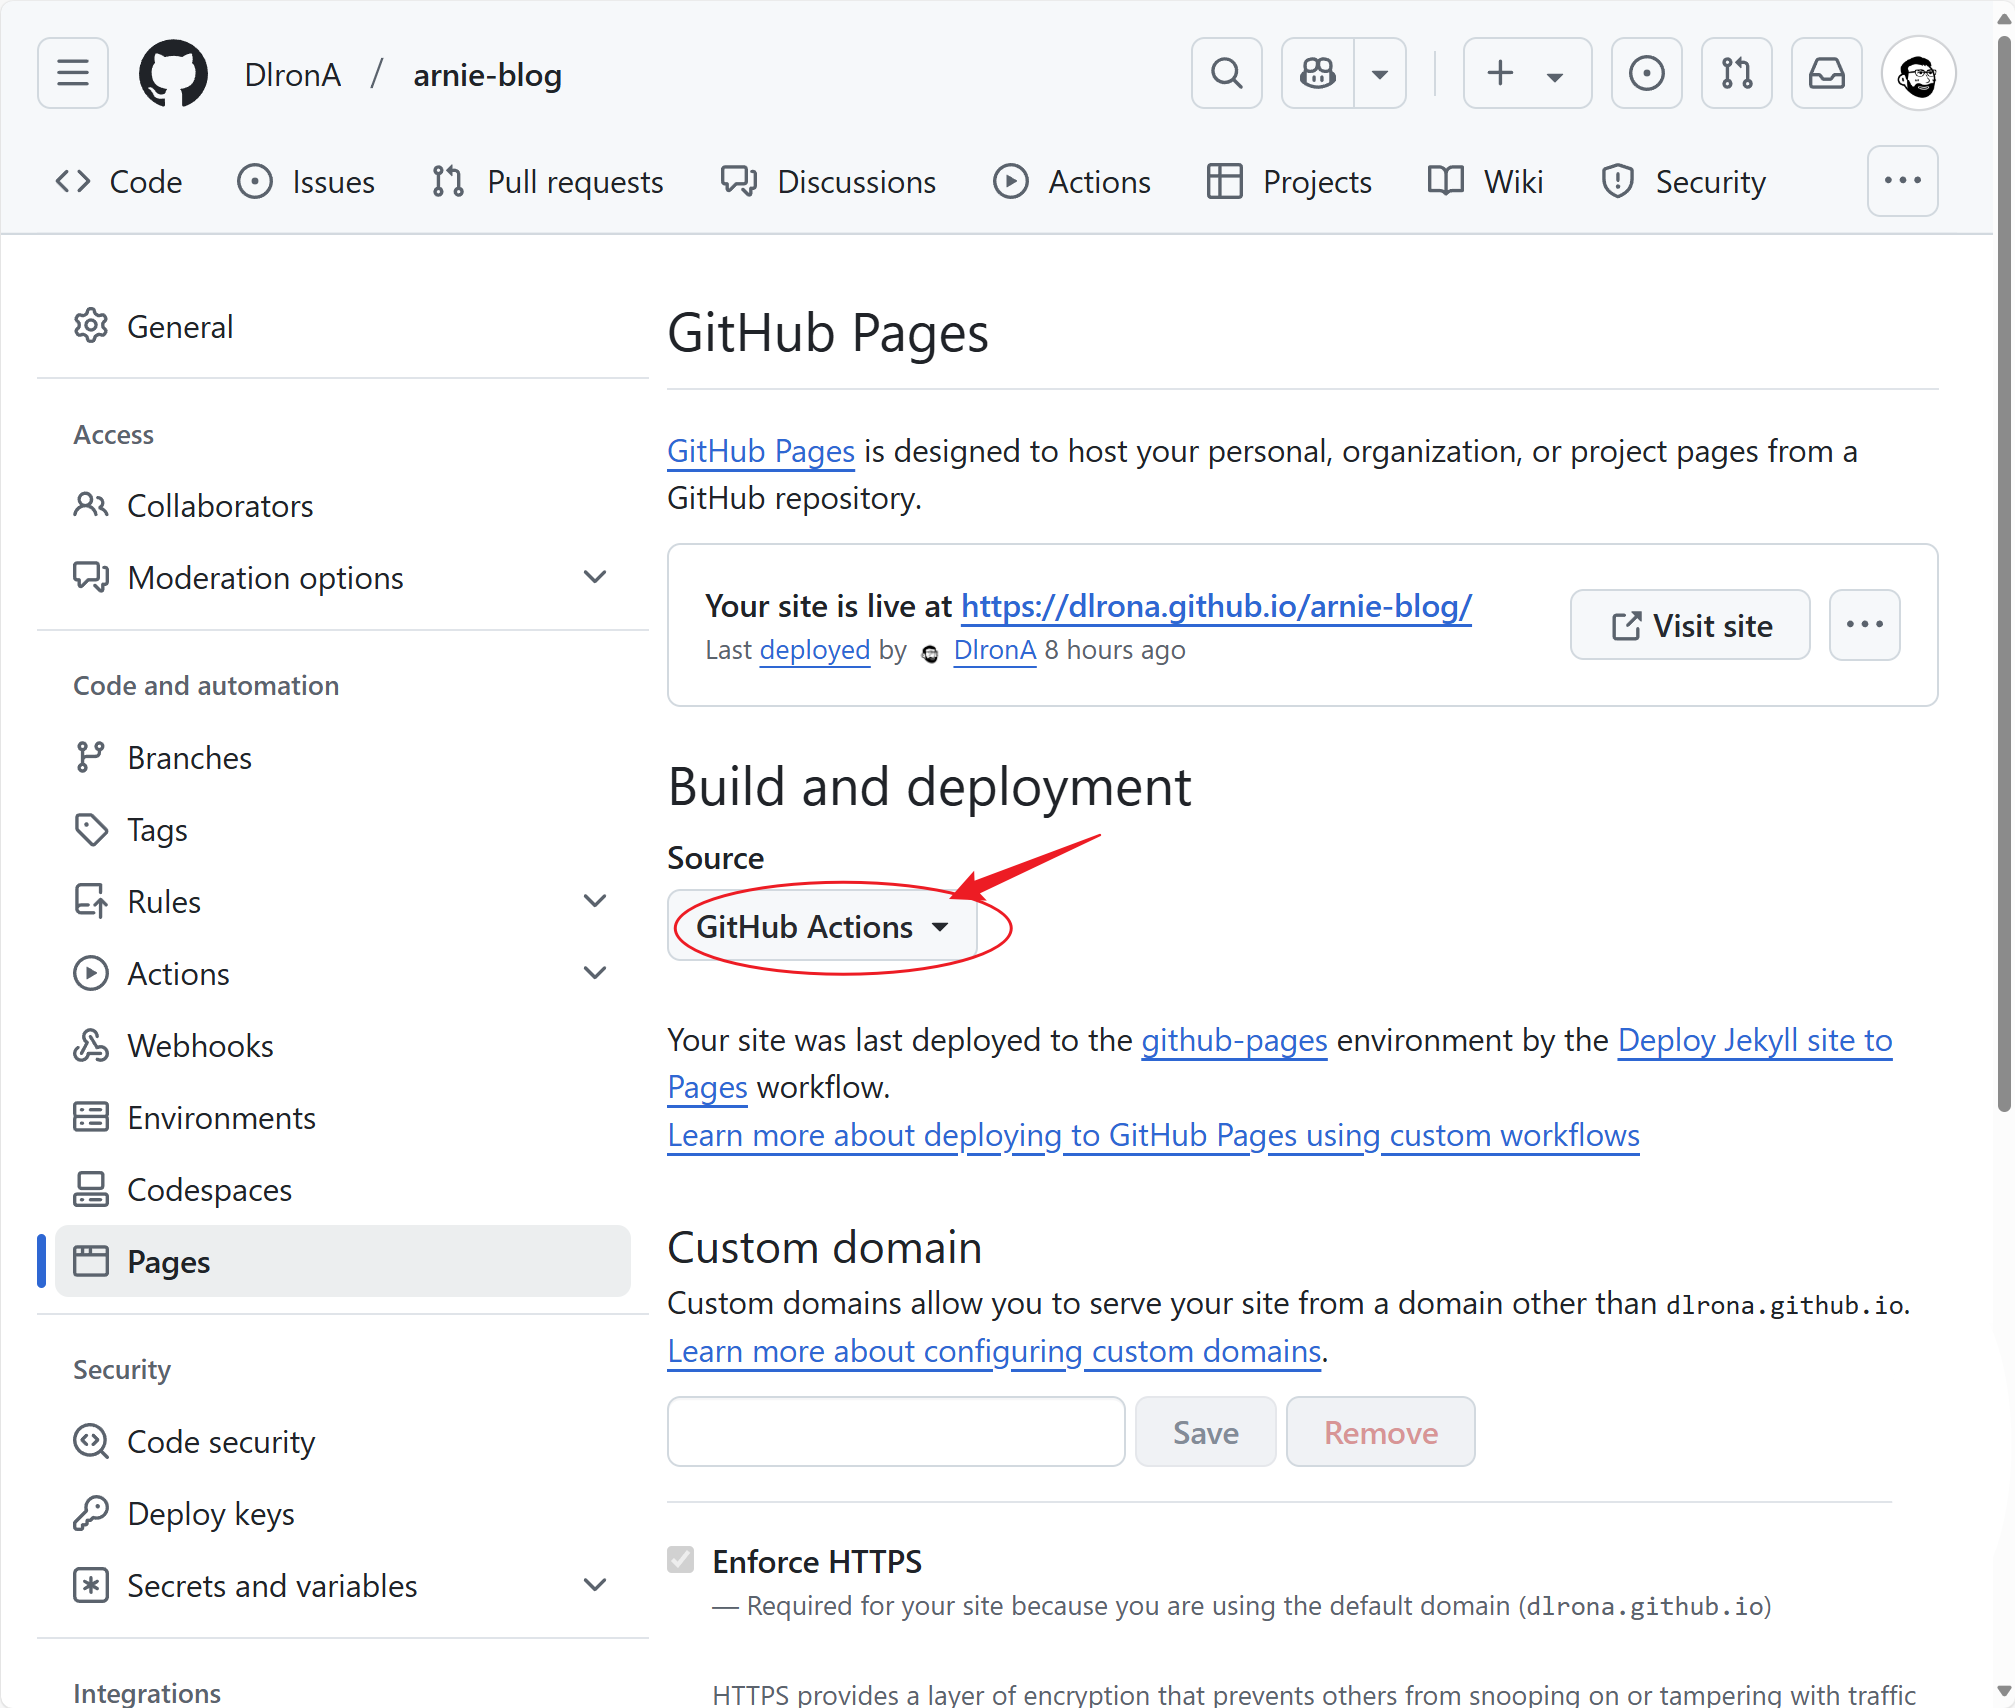 DlronA / arnie-blog
Code Issues Pull requests Discussions Actions Projects Wiki Security
General
Access
Collaborators
Moderation options
Code and automation
Branches
Tags
Rules
Actions
Webhooks
Environments
Codespaces
Pages
Security
Code security
Deploy keys
Secrets and variables
Integrations
GitHub Pages
GitHub Pages is designed to host your personal, organization, or project pages from a
GitHub repository.
Your site is live at https://dlrona.github.io/arnie-blog/
Last deployed by DlronA 8 hours ago
Visit site
Build and deployment
Source
GitHub Actions
Your site was last deployed to the github-pages environment by the Deploy Jekyll site to
Pages workflow.
Learn more about deploying to GitHub Pages using custom workflows
Custom domain
Custom domains allow you to serve your site from a domain other than dlrona.github.io.
Learn more about configuring custom domains.
Save Remove
Enforce HTTPS
— Required for your site because you are using the default domain (dlrona.github.io)
HTTPS provides a layer of encryption that prevents others from snooping on or tampering with traffic